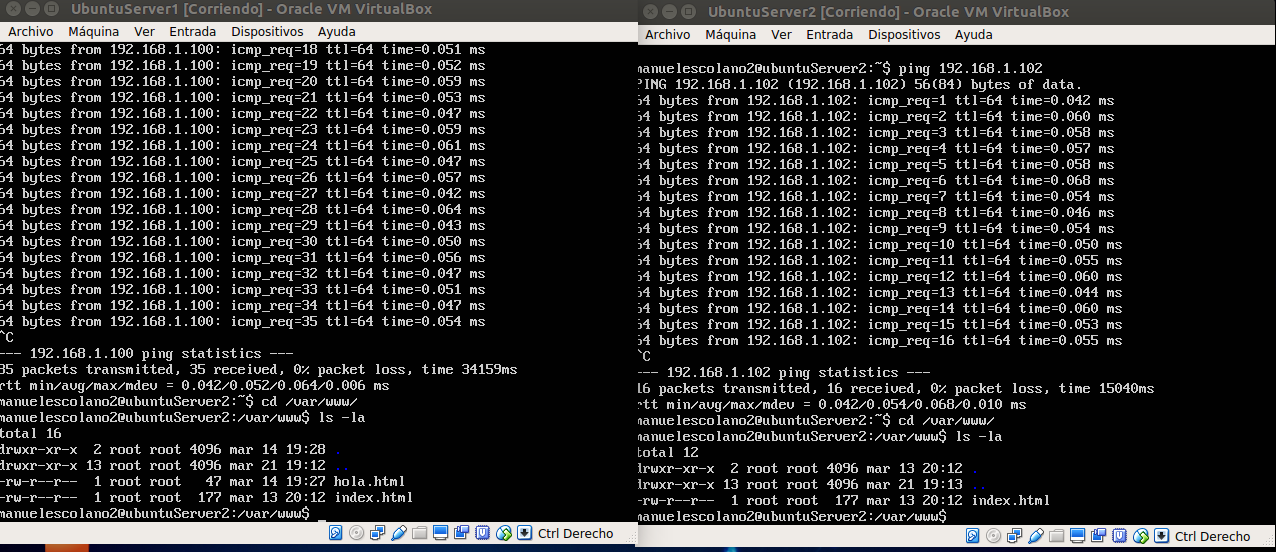 UbuntuServer1 [Corriendo] - Oracle VM VirtualBox
Archivo Máquina Ver Entrada Dispositivos Ayuda
64 bytes from 192.168.1.100: icmp_req=18 ttl=64 time=0.051 ms
64 bytes from 192.168.1.100: icmp_req=19 ttl=64 time=0.052 ms
64 bytes from 192.168.1.100: icmp_req=20 ttl=64 time=0.059 ms
64 bytes from 192.168.1.100: icmp_req=21 ttl=64 time=0.053 ms
64 bytes from 192.168.1.100: icmp_req=22 ttl=64 time=0.047 ms
64 bytes from 192.168.1.100: icmp_req=23 ttl=64 time=0.059 ms
64 bytes from 192.168.1.100: icmp_req=24 ttl=64 time=0.061 ms
64 bytes from 192.168.1.100: icmp_req=25 ttl=64 time=0.047 ms
64 bytes from 192.168.1.100: icmp_req=26 ttl=64 time=0.057 ms
64 bytes from 192.168.1.100: icmp_req=27 ttl=64 time=0.042 ms
64 bytes from 192.168.1.100: icmp_req=28 ttl=64 time=0.064 ms
64 bytes from 192.168.1.100: icmp_req=29 ttl=64 time=0.043 ms
64 bytes from 192.168.1.100: icmp_req=30 ttl=64 time=0.050 ms
64 bytes from 192.168.1.100: icmp_req=31 ttl=64 time=0.056 ms
64 bytes from 192.168.1.100: icmp_req=32 ttl=64 time=0.047 ms
64 bytes from 192.168.1.100: icmp_req=33 ttl=64 time=0.051 ms
64 bytes from 192.168.1.100: icmp_req=34 ttl=64 time=0.047 ms
64 bytes from 192.168.1.100: icmp_req=35 ttl=64 time=0.054 ms
^C
--- 192.168.1.100 ping statistics ---
35 packets transmitted, 35 received, 0% packet loss, time 34159ms
rtt min/avg/max/mdev = 0.042/0.052/0.064/0.006 ms
manuelescolano2@ubuntuServer2:~$ cd /var/www/
manuelescolano2@ubuntuServer2:/var/www$ ls -la
total 16
drwxr-xr-x  2 root root 4096 mar 14 19:28 .
drwxr-xr-x 13 root root 4096 mar 21 19:12 ..
-rw-r--r--  1 root root   47 mar 14 19:27 hola.html
-rw-r--r--  1 root root  177 mar 13 20:12 index.html
manuelescolano2@ubuntuServer2:/var/www$ _
Ctrl Derecho
UbuntuServer2 [Corriendo] - Oracle VM VirtualBox
Archivo Máquina Ver Entrada Dispositivos Ayuda
manuelescolano2@ubuntuServer2:~$ ping 192.168.1.102
PING 192.168.1.102 (192.168.1.102) 56(84) bytes of data.
64 bytes from 192.168.1.102: icmp_req=1 ttl=64 time=0.042 ms
64 bytes from 192.168.1.102: icmp_req=2 ttl=64 time=0.060 ms
64 bytes from 192.168.1.102: icmp_req=3 ttl=64 time=0.058 ms
64 bytes from 192.168.1.102: icmp_req=4 ttl=64 time=0.057 ms
64 bytes from 192.168.1.102: icmp_req=5 ttl=64 time=0.058 ms
64 bytes from 192.168.1.102: icmp_req=6 ttl=64 time=0.068 ms
64 bytes from 192.168.1.102: icmp_req=7 ttl=64 time=0.054 ms
64 bytes from 192.168.1.102: icmp_req=8 ttl=64 time=0.046 ms
64 bytes from 192.168.1.102: icmp_req=9 ttl=64 time=0.054 ms
64 bytes from 192.168.1.102: icmp_req=10 ttl=64 time=0.050 ms
64 bytes from 192.168.1.102: icmp_req=11 ttl=64 time=0.055 ms
64 bytes from 192.168.1.102: icmp_req=12 ttl=64 time=0.060 ms
64 bytes from 192.168.1.102: icmp_req=13 ttl=64 time=0.044 ms
64 bytes from 192.168.1.102: icmp_req=14 ttl=64 time=0.060 ms
64 bytes from 192.168.1.102: icmp_req=15 ttl=64 time=0.053 ms
64 bytes from 192.168.1.102: icmp_req=16 ttl=64 time=0.055 ms
^C
--- 192.168.1.102 ping statistics ---
16 packets transmitted, 16 received, 0% packet loss, time 15040ms
rtt min/avg/max/mdev = 0.042/0.054/0.068/0.010 ms
manuelescolano2@ubuntuServer2:~$ cd /var/www/
manuelescolano2@ubuntuServer2:/var/www$ ls -la
total 12
drwxr-xr-x  2 root root 4096 mar 13 20:12 .
drwxr-xr-x 13 root root 4096 mar 21 19:13 ..
-rw-r--r--  1 root root  177 mar 13 20:12 index.html
manuelescolano2@ubuntuServer2:/var/www$
Ctrl Derecho